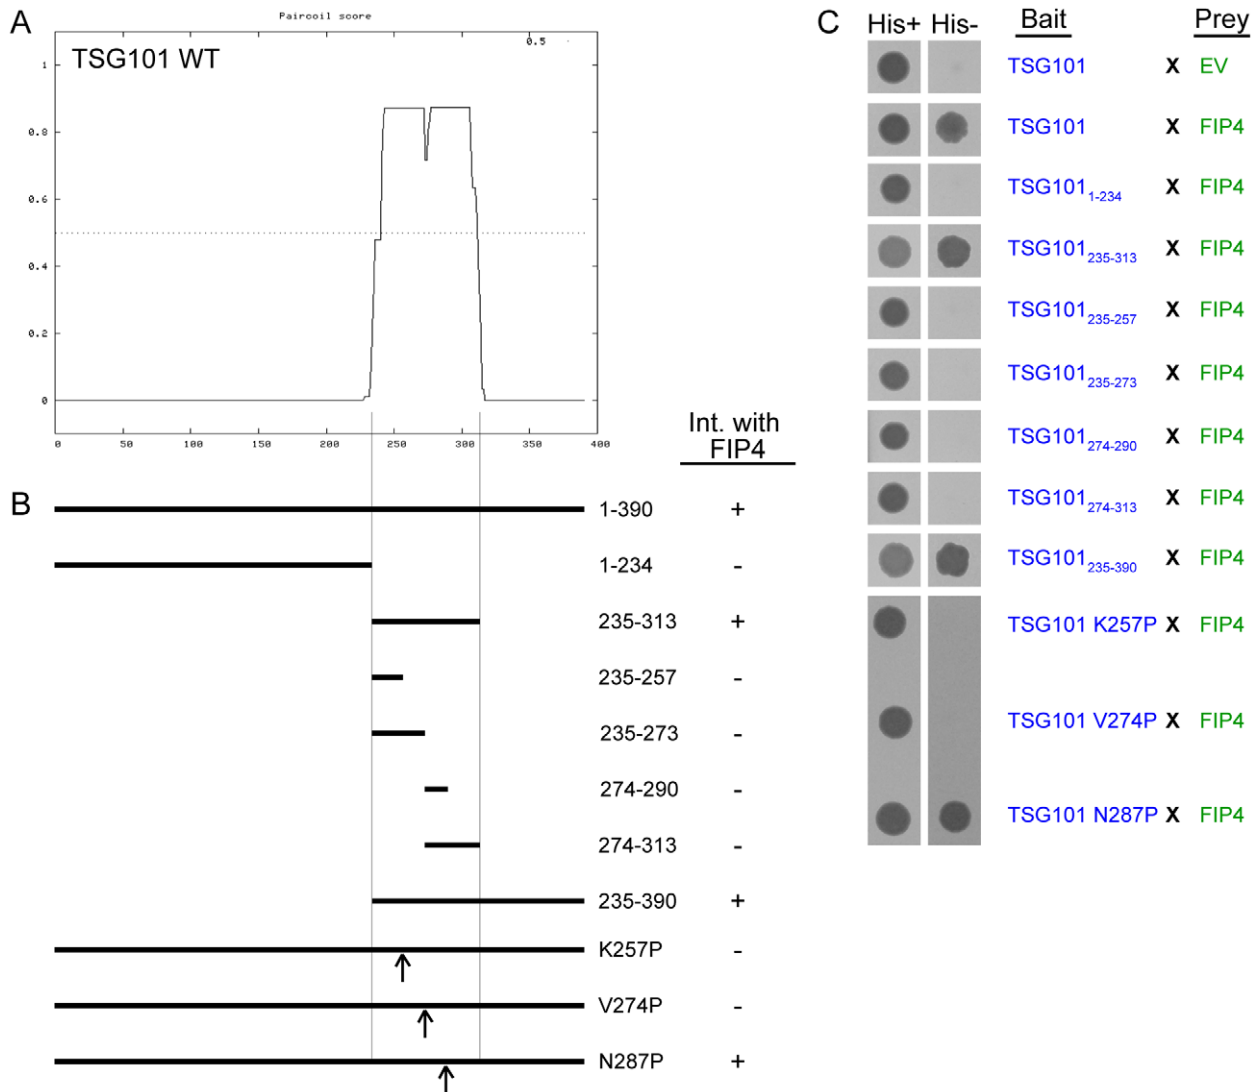 A
Paircoil score
0.5
TSG101 WT
1
0.8
0.6
0.4
0.2
0
0 50 100 150 200 250 300 350 400
Int. with
FIP4
B
1-390 +
1-234 -
235-313 +
235-257 -
235-273 -
274-290 -
274-313 -
235-390 +
K257P -
V274P -
N287P +
C
His+ His- Bait Prey
TSG101 X EV
TSG101 X FIP4
TSG101 1-234 X FIP4
TSG101 235-313 X FIP4
TSG101 235-257 X FIP4
TSG101 235-273 X FIP4
TSG101 274-290 X FIP4
TSG101 274-313 X FIP4
TSG101 235-390 X FIP4
TSG101 K257P X FIP4
TSG101 V274P X FIP4
TSG101 N287P X FIP4